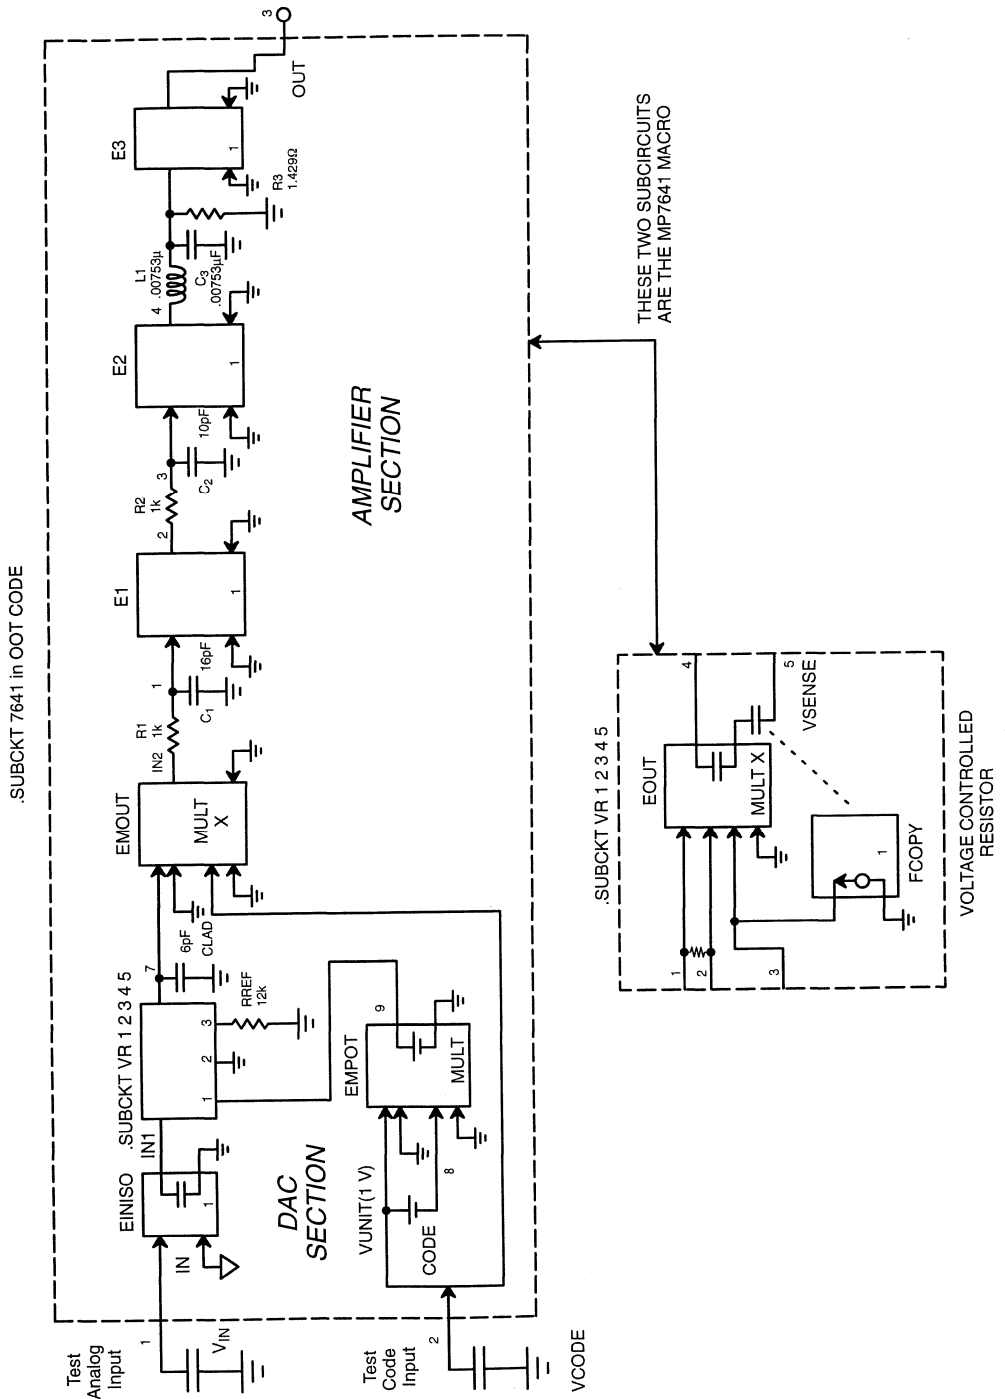 .SUBCKT 7641 in OOT CODE
Test
Analog
Input
1
VIN
EINISO
IN
1
IN1
.SUBCKT VR 1 2 3 4 5
1
2
3
RREF
12k
7
6pF
CLAD
EMOUT
MULT
X
IN2
R1
1k
1
C1
16pF
E1
1
2
R2
1k
3
C2
10pF
E2
1
4
L1
.00753µ
C3
.00753µF
R3
1.429Ω
E3
1
OUT
3
DAC
SECTION
AMPLIFIER
SECTION
Test
Code
Input
2
VCODE
VUNIT(1 V)
CODE
8
EMPOT
MULT
9
THESE TWO SUBCIRCUITS
ARE THE MP7641 MACRO
.SUBCKT VR 1 2 3 4 5
1
2
3
EOUT
MULT X
4
5
VSENSE
1
FCOPY
VOLTAGE CONTROLLED
RESISTOR